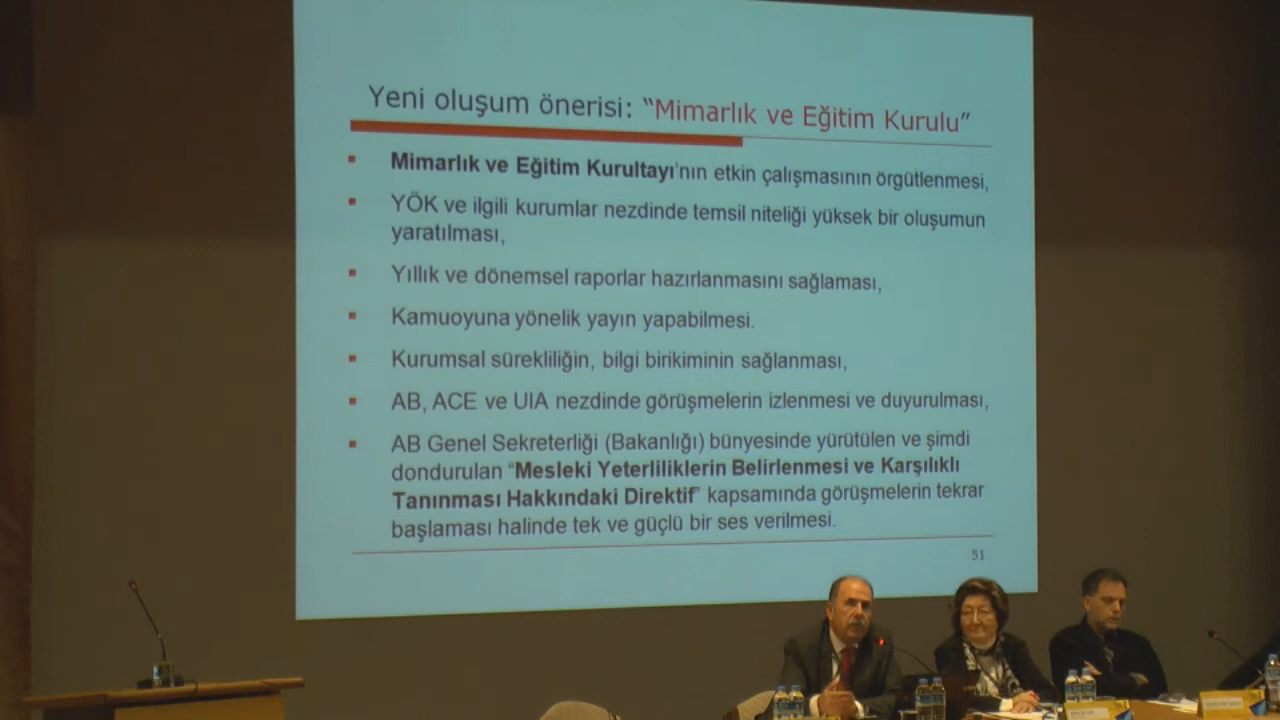 Yeni oluşum önerisi: “Mimarlık ve Eğitim Kurulu”
Mimarlık ve Eğitim Kurultayı’nın etkin çalışmasının örgütlenmesi,
YÖK ve ilgili kurumlar nezdinde temsil niteliği yüksek bir oluşumun
yaratılması,
Yıllık ve dönemsel raporlar hazırlanmasını sağlaması,
Kamuoyuna yönelik yayın yapabilmesi.
Kurumsal sürekliliğin, bilgi birikiminin sağlanması,
AB, ACE ve UIA nezdinde görüşmelerin izlenmesi ve duyurulması,
AB Genel Sekreterliği (Bakanlığı) bünyesinde yürütülen ve şimdi
dondurulan “Mesleki Yeterliliklerin Belirlenmesi ve Karşılıklı
Tanınması Hakkındaki Direktif” kapsamında görüşmelerin tekrar
başlaması halinde tek ve güçlü bir ses verilmesi.
51